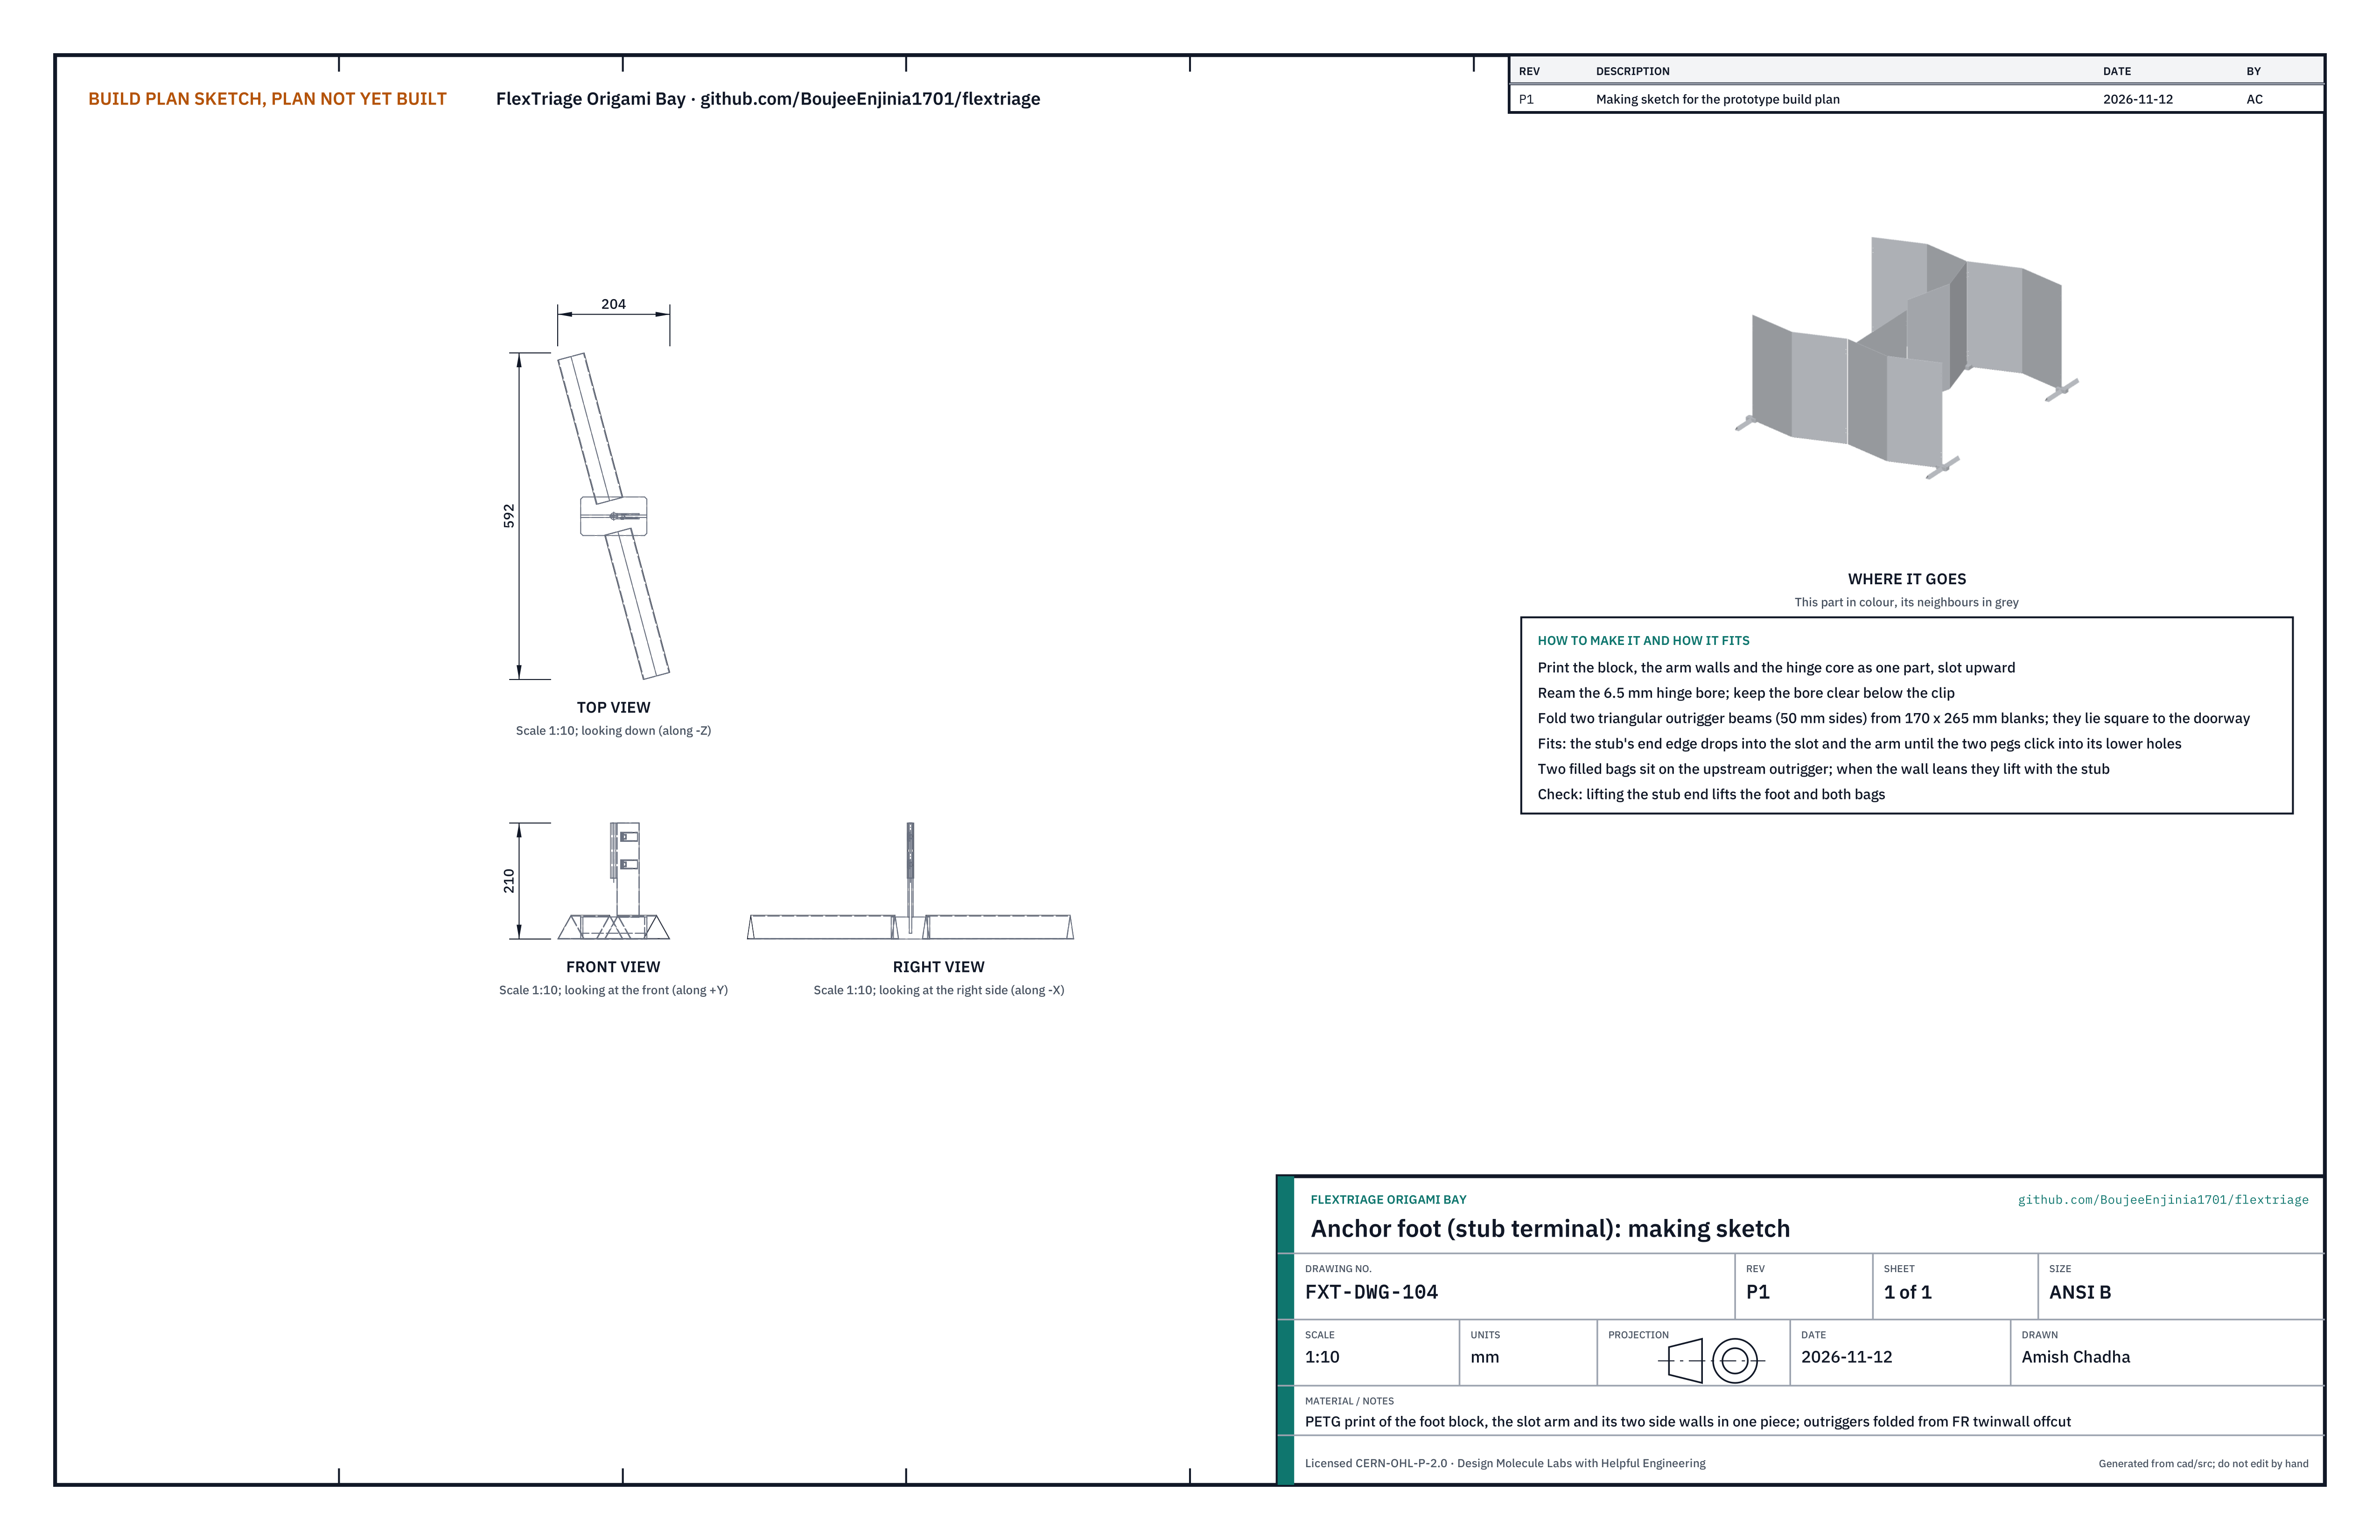 BUILD PLAN SKETCH, PLAN NOT YET BUILT
FlexTriage Origami Bay · github.com/BoujeeEnjinia1701/flextriage
REV DESCRIPTION DATE BY
P1 Making sketch for the prototype build plan 2026-11-12 AC
204
592
TOP VIEW
Scale 1:10; looking down (along -Z)
210
FRONT VIEW
Scale 1:10; looking at the front (along +Y)
RIGHT VIEW
Scale 1:10; looking at the right side (along -X)
WHERE IT GOES
This part in colour, its neighbours in grey
HOW TO MAKE IT AND HOW IT FITS
Print the block, the arm walls and the hinge core as one part, slot upward
Ream the 6.5 mm hinge bore; keep the bore clear below the clip
Fold two triangular outrigger beams (50 mm sides) from 170 x 265 mm blanks; they lie square to the doorway
Fits: the stub's end edge drops into the slot and the arm until the two pegs click into its lower holes
Two filled bags sit on the upstream outrigger; when the wall leans they lift with the stub
Check: lifting the stub end lifts the foot and both bags
FLEXTRIAGE ORIGAMI BAY
github.com/BoujeeEnjinia1701/flextriage
Anchor foot (stub terminal): making sketch
DRAWING NO. REV SHEET SIZE
FXT-DWG-104 P1 1 of 1 ANSI B
SCALE UNITS PROJECTION DATE DRAWN
1:10 mm 2026-11-12 Amish Chadha
MATERIAL / NOTES
PETG print of the foot block, the slot arm and its two side walls in one piece; outriggers folded from FR twinwall offcut
Licensed CERN-OHL-P-2.0 · Design Molecule Labs with Helpful Engineering
Generated from cad/src; do not edit by hand